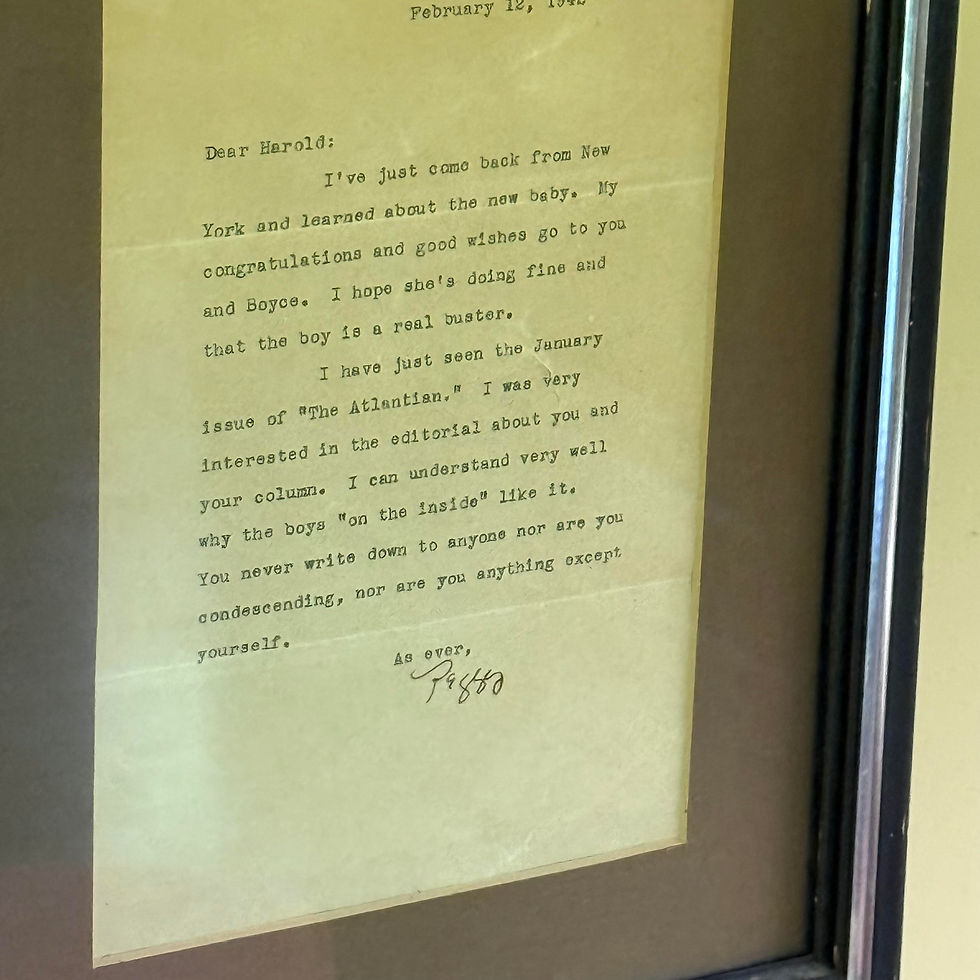 February 12,
Dear Harold:
I've just come back from New
York and learned about the new baby. My
congratulations and good wishes go to you
and Boyce. I hope she's doing fine and
that the boy is a real buster.
I have just seen the January
issue of "The Atlantian." I was very
interested in the editorial about you and
your column. I can understand very well
why the boys "on the inside" like it.
You never write down to anyone nor are you
condescending, nor are you anything except
yourself.
As ever,
Peggy